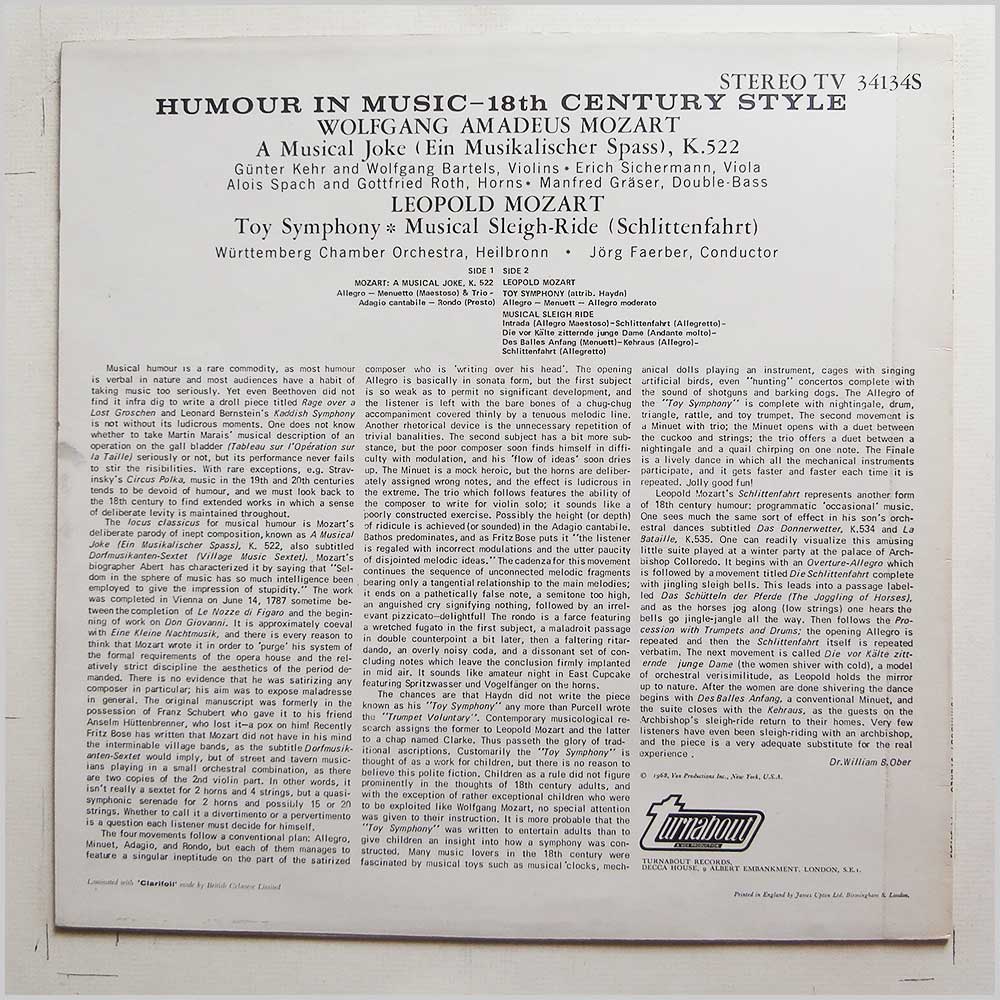 STEREO TV 34134S
HUMOUR IN MUSIC—18th CENTURY STYLE
WOLFGANG AMADEUS MOZART
A Musical Joke (Ein Musikalischer Spass), K.522
Günter Kehr and Wolfgang Bartels, Violins • Erich Sichermann, Viola
Alois Spach and Gottfried Roth, Horns • Manfred Gräser, Double-Bass
LEOPOLD MOZART
Toy Symphony * Musical Sleigh-Ride (Schlittenfahrt)
Württemberg Chamber Orchestra, Heilbronn • Jörg Faerber, Conductor
SIDE 1
MOZART: A MUSICAL JOKE, K. 522
Allegro — Menuetto (Maestoso) & Trio -
Adagio cantabile — Rondo (Presto)
SIDE 2
LEOPOLD MOZART
TOY SYMPHONY (attrib. Haydn)
Allegro — Menuett — Allegro moderato
MUSICAL SLEIGH RIDE
Intrada (Allegro Maestoso)—Schlittenfahrt (Allegretto)—
Die vor Kälte zitternde junge Dame (Andante molto)—
Des Balles Anfang (Menuett)—Kehraus (Allegro)—
Schlittenfahrt (Allegretto)
Musical humour is a rare commodity, as most humour
is verbal in nature and most audiences have a habit of
taking music too seriously. Yet even Beethoven did not
find it infra dig to write a droll piece titled Rage over a
Lost Groschen and Leonard Bernstein's Kaddish Symphony
is not without its ludicrous moments. One does not know
whether to take Martin Marais' musical description of an
operation on the gall bladder (Tableau sur l'Opération sur
la Taille) seriously or not, but its performance never fails
to stir the risibilities. With rare exceptions, e.g. Strav-
insky's Circus Polka, music in the 19th and 20th centuries
tends to be devoid of humour, and we must look back to
the 18th century to find extended works in which a sense
of deliberate levity is maintained throughout.
The locus classicus for musical humour is Mozart's
deliberate parody of inept composition, known as A Musical
Joke (Ein Musikalischer Spass), K. 522, also subtitled
Dorfmusikanten-Sextet (Village Music Sextet). Mozart's
biographer Abert has characterized it by saying that "Sel-
dom in the sphere of music has so much intelligence been
employed to give the impression of stupidity." The work
was completed in Vienna on June 14, 1787 sometime be-
tween the completion of Le Nozze di Figaro and the begin-
ning of work on Don Giovanni. It is approximately coeval
with Eine Kleine Nachtmusik, and there is every reason to
think that Mozart wrote it in order to 'purge' his system of
the formal requirements of the opera house and the rel-
atively strict discipline the aesthetics of the period de-
manded. There is no evidence that he was satirizing any
composer in particular; his aim was to expose maladresse
in general. The original manuscript was formerly in the
possession of Franz Schubert who gave it to his friend
Anselm Hüttenbrenner, who lost it—a pox on him! Recently
Fritz Bose has written that Mozart did not have in his mind
the interminable village bands, as the subtitle Dorfmusik-
anten-Sextet would imply, but of street and tavern music-
ians playing in a small orchestral combination, as there
are two copies of the 2nd violin part. In other words, it
isn't really a sextet for 2 horns and 4 strings, but a quasi-
symphonic serenade for 2 horns and possibly 15 or 20
strings. Whether to call it a divertimento or a pervertimento
is a question each listener must decide for himself.
The four movements follow a conventional plan: Allegro,
Minuet, Adagio, and Rondo, but each of them manages to
feature a singular ineptitude on the part of the satirized
composer who is 'writing over his head'. The opening
Allegro is basically in sonata form, but the first subject
is so weak as to permit no significant development, and
the listener is left with the bare bones of a chug-chug
accompaniment covered thinly by a tenuous melodic line.
Another rhetorical device is the unnecessary repetition of
trivial banalities. The second subject has a bit more sub-
stance, but the poor composer soon finds himself in diffi-
culty with modulation, and his 'flow of ideas' soon dries
up. The Minuet is a mock heroic, but the horns are deliber-
ately assigned wrong notes, and the effect is ludicrous in
the extreme. The trio which follows features the ability of
the composer to write for violin solo; it sounds like a
poorly constructed exercise. Possibly the height (or depth)
of ridicule is achieved (or sounded) in the Adagio cantabile.
Bathos predominates, and as Fritz Bose puts it "the listener
is regaled with incorrect modulations and the utter paucity
of disjointed melodic ideas." The cadenza for this movement
continues the sequence of unconnected melodic fragments
bearing only a tangential relationship to the main melodies;
it ends on a pathetically false note, a semitone too high,
an anguished cry signifying nothing, followed by an irrel-
evant pizzicato—delightful! The rondo is a farce featuring
a wretched fugato in the first subject, a maladroit passage
in double counterpoint a bit later, then a faltering ritar-
dando, an overly noisy coda, and a dissonant set of con-
cluding notes which leave the conclusion firmly implanted
in mid air. It sounds like amateur night in East Cupcake
featuring Spritzwasser und Vogelfänger on the horns.
The chances are that Haydn did not write the piece
known as his "Toy Symphony" any more than Purcell wrote
the "Trumpet Voluntary". Contemporary musicological re-
search assigns the former to Leopold Mozart and the latter
to a chap named Clarke. Thus passeth the glory of trad-
itional ascriptions. Customarily the "Toy Symphony" is
thought of as a work for children, but there is no reason to
believe this polite fiction. Children as a rule did not figure
prominently in the thoughts of 18th century adults, and
with the exception of rather exceptional children who were
to be exploited like Wolfgang Mozart, no special attention
was given to their instruction. It is more probable that the
"Toy Symphony" was written to entertain adults than to
give children an insight into how a symphony was con-
structed. Many music lovers in the 18th century were
fascinated by musical toys such as musical clocks, mech-
anical dolls playing an instrument, cages with singing
artificial birds, even "hunting" concertos complete with
the sound of shotguns and barking dogs. The Allegro of
the "Toy Symphony" is complete with nightingale, drum,
triangle, rattle, and toy trumpet. The second movement is
a Minuet with trio; the Minuet opens with a duet between
the cuckoo and strings; the trio offers a duet between a
nightingale and a quail chirping on one note. The Finale
is a lively dance in which all the mechanical instruments
participate, and it gets faster and faster each time it is
repeated. Jolly good fun!
Leopold Mozart's Schlittenfahrt represents another form
of 18th century humour: programmatic 'occasional' music.
One sees much the same sort of effect in his son's orch-
estral dances subtitled Das Donnerwetter, K.534 and La
Bataille, K.535. One can readily visualize this amusing
little suite played at a winter party at the palace of Arch-
bishop Colloredo. It begins with an Overture-Allegro which
is followed by a movement titled Die Schlittenfahrt complete
with jingling sleigh bells. This leads into a passage label-
led Das Schütteln der Pferde (The Joggling of Horses),
and as the horses jog along (low strings) one hears the
bells go jingle-jangle all the way. Then follows the Pro-
cession with Trumpets and Drums; the opening Allegro is
repeated and then the Schlittenfahrt itself is repeated
verbatim. The next movement is called Die vor Kälte zitt-
ernde junge Dame (the women shiver with cold), a model
of orchestral verisimilitude, as Leopold holds the mirror
up to nature. After the women are done shivering the dance
begins with Des Balles Anfang, a conventional Minuet, and
the suite closes with the Kehraus, as the guests on the
Archbishop's sleigh-ride return to their homes. Very few
listeners have even been sleigh-riding with an archbishop,
and the piece is a very adequate substitute for the real
experience .
Dr. William B. Ober
© 1968, Vox Productions Inc., New York, U.S.A.
turnabout
A VOX PRODUCTION
TURNABOUT RECORDS,
DECCA HOUSE, 9 ALBERT EMBANKMENT, LONDON, S.E.1.
Laminated with 'Clarifoil' made by British Celanese Limited
Printed in England by James Upton Ltd. Birmingham & London.